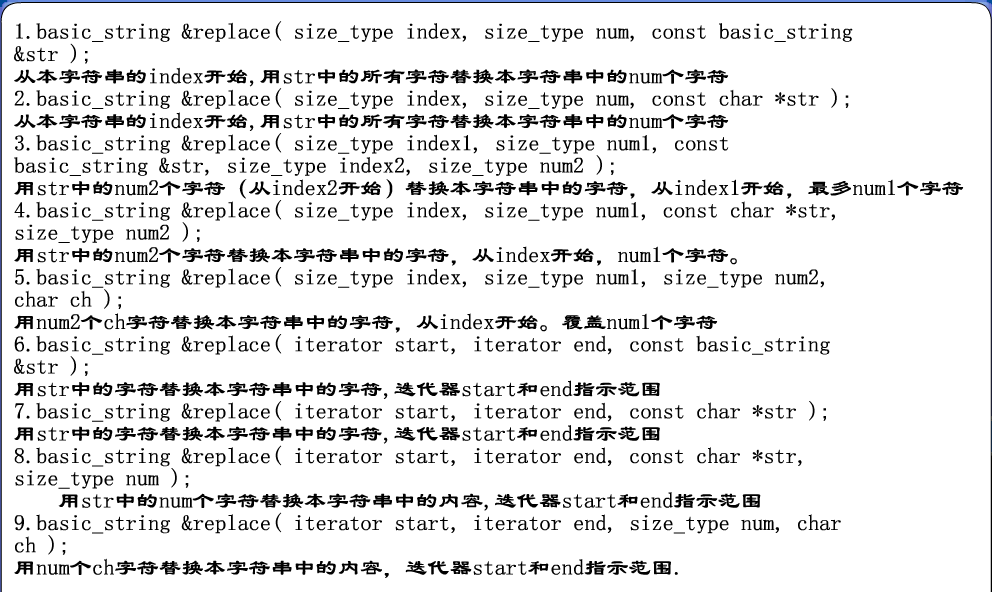 1.basic_string &replace( size_type index, size_type num, const basic_string
&str );
从本字符串的index开始,用str中的所有字符替换本字符串中的num个字符
2.basic_string &replace( size_type index, size_type num, const char *str );
从本字符串的index开始,用str中的所有字符替换本字符串中的num个字符
3.basic_string &replace( size_type index1, size_type num1, const
basic_string &str, size_type index2, size_type num2 );
用str中的num2个字符（从index2开始）替换本字符串中的字符，从index1开始，最多num1个字符
4.basic_string &replace( size_type index, size_type num1, const char *str,
size_type num2 );
用str中的num2个字符替换本字符串中的字符，从index开始，num1个字符。
5.basic_string &replace( size_type index, size_type num1, size_type num2,
char ch );
用num2个ch字符替换本字符串中的字符，从index开始。覆盖num1个字符
6.basic_string &replace( iterator start, iterator end, const basic_string
&str );
用str中的字符替换本字符串中的字符,迭代器start和end指示范围
7.basic_string &replace( iterator start, iterator end, const char *str );
用str中的字符替换本字符串中的字符,迭代器start和end指示范围
8.basic_string &replace( iterator start, iterator end, const char *str,
size_type num );
用str中的num个字符替换本字符串中的内容,迭代器start和end指示范围
9.basic_string &replace( iterator start, iterator end, size_type num, char
ch );
用num个ch字符替换本字符串中的内容，迭代器start和end指示范围.